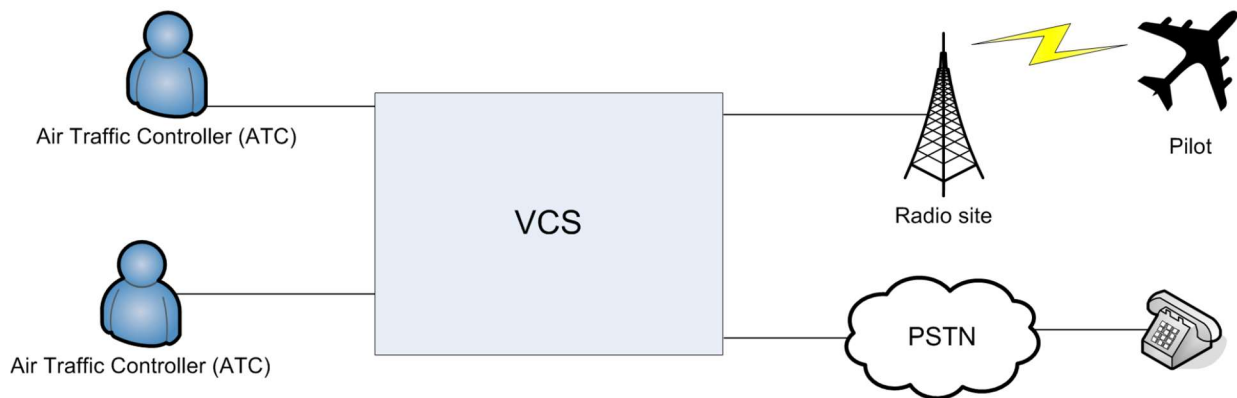 Air Traffic Controller (ATC)
Pilot
VCS
Radio site
PSTN
Air Traffic Controller (ATC)